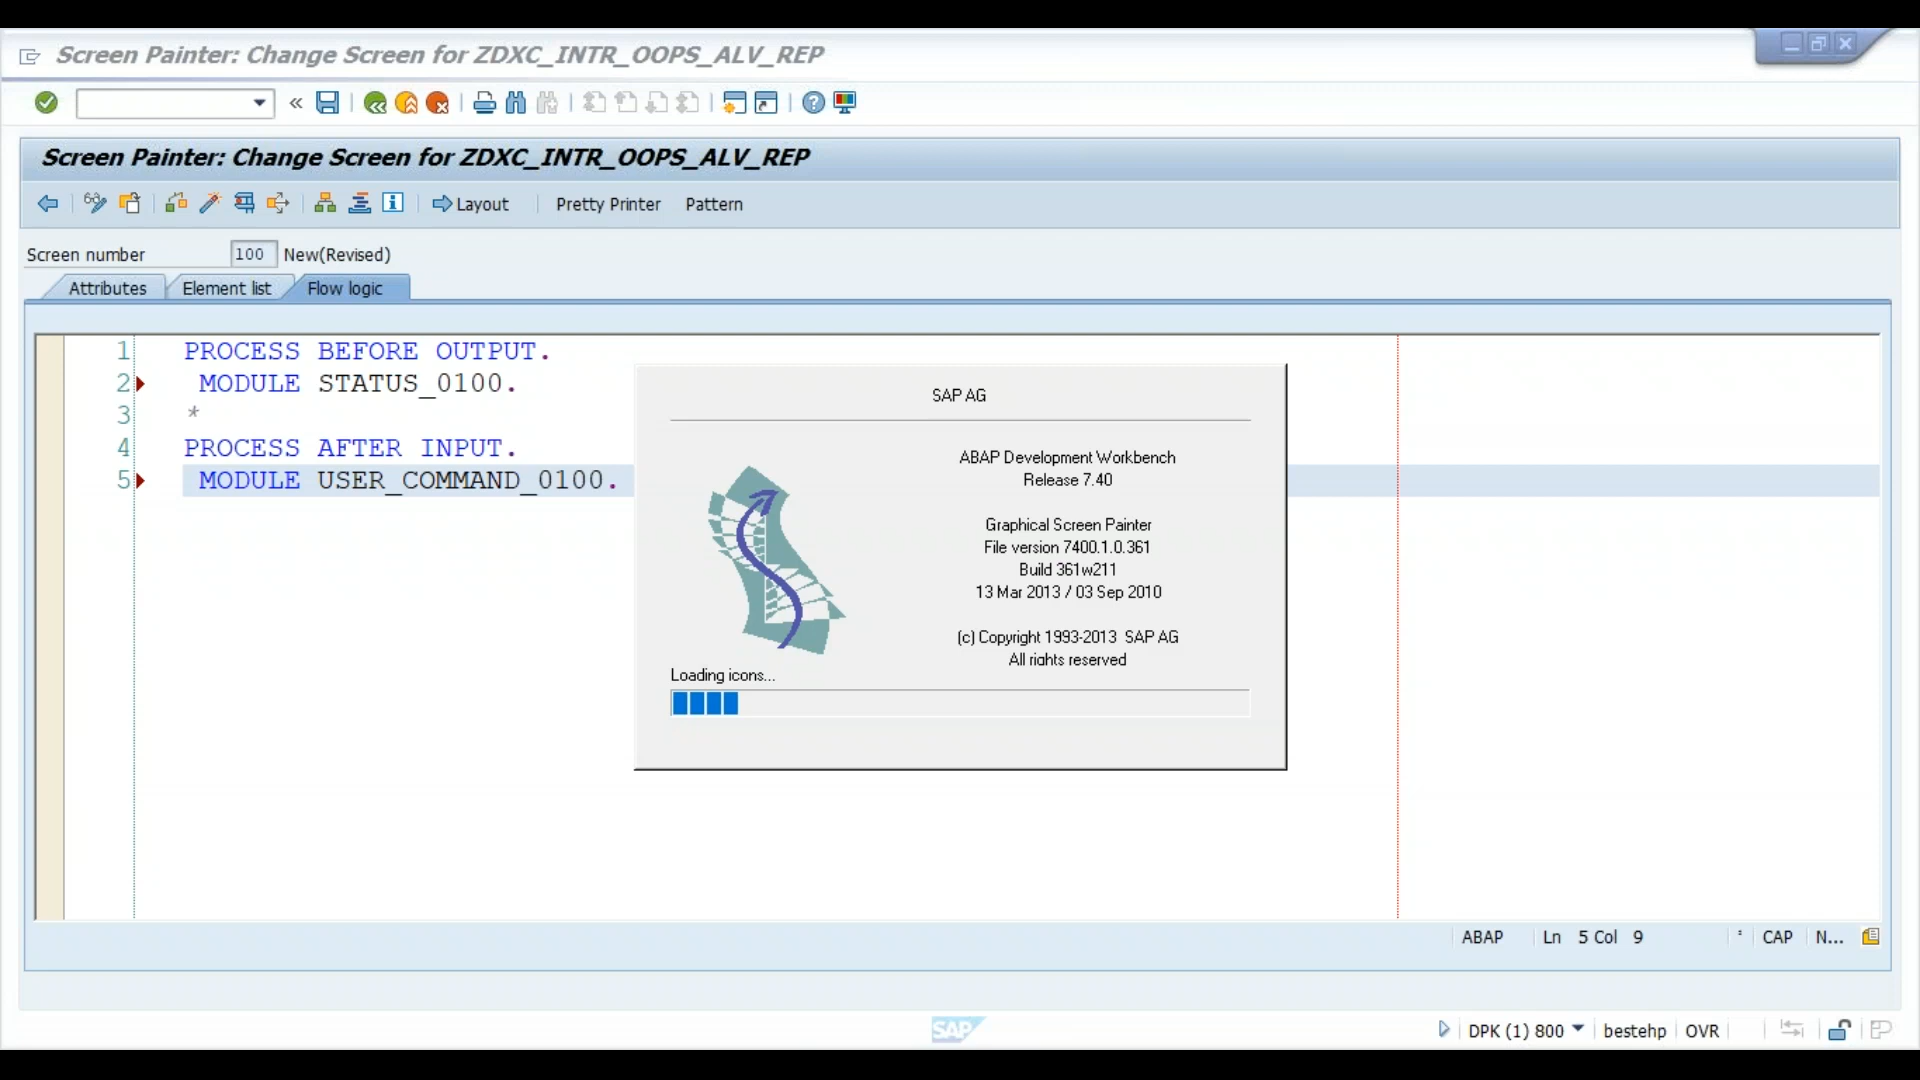 Screen Painter: Change Screen for ZDXC_INTR_OOPS_ALV_REP
Screen Painter: Change Screen for ZDXC_INTR_OOPS_ALV_REP
Layout Pretty Printer Pattern
Screen number 100 New(Revised)
Attributes Element list Flow logic
1 PROCESS BEFORE OUTPUT.
2 MODULE STATUS_0100.
3 *
4 PROCESS AFTER INPUT.
5 MODULE USER_COMMAND_0100.
SAP AG
ABAP Development Workbench
Release 7.40
Graphical Screen Painter
File version 7400.1.0.361
Build 361w211
13 Mar 2013 / 03 Sep 2010
(c) Copyright 1993-2013 SAP AG
All rights reserved
Loading icons...
ABAP Ln 5 Col 9 * CAP N...
SAP DPK (1) 800 bestehp OVR